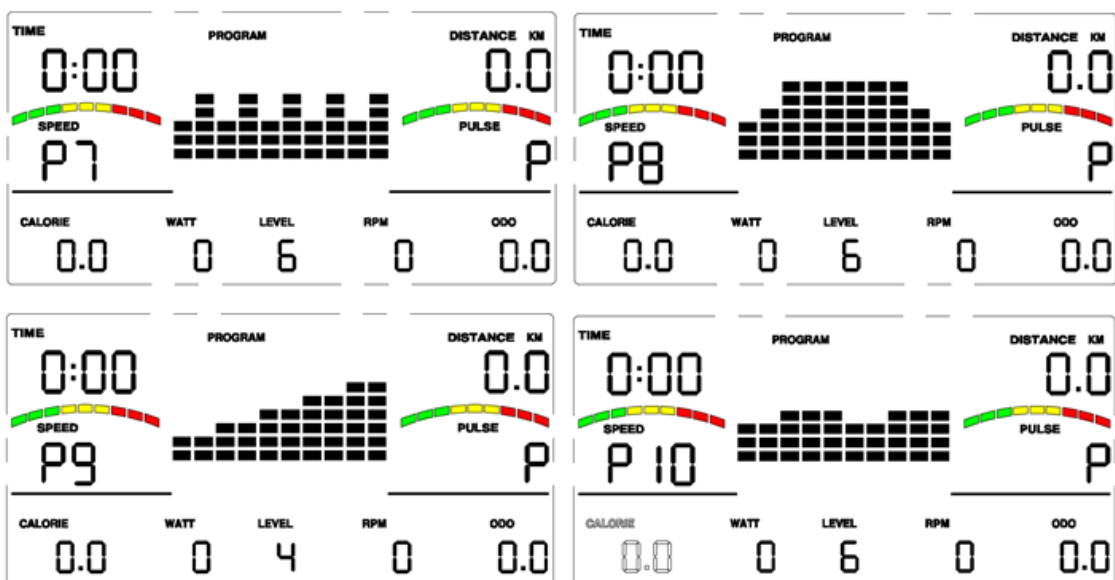 TIME PROGRAM DISTANCE KM
0:00 0.0
SPEED PULSE
P7 P
CALORIE WATT LEVEL RPM ODO
0.0 0 6 0 0.0
TIME PROGRAM DISTANCE KM
0:00 0.0
SPEED PULSE
P8 P
CALORIE WATT LEVEL RPM ODO
0.0 0 6 0 0.0
TIME PROGRAM DISTANCE KM
0:00 0.0
SPEED PULSE
P9 P
CALORIE WATT LEVEL RPM ODO
0.0 0 4 0 0.0
TIME PROGRAM DISTANCE KM
0:00 0.0
SPEED PULSE
P10 P
CALORIE WATT LEVEL RPM ODO
0.0 0 6 0 0.0